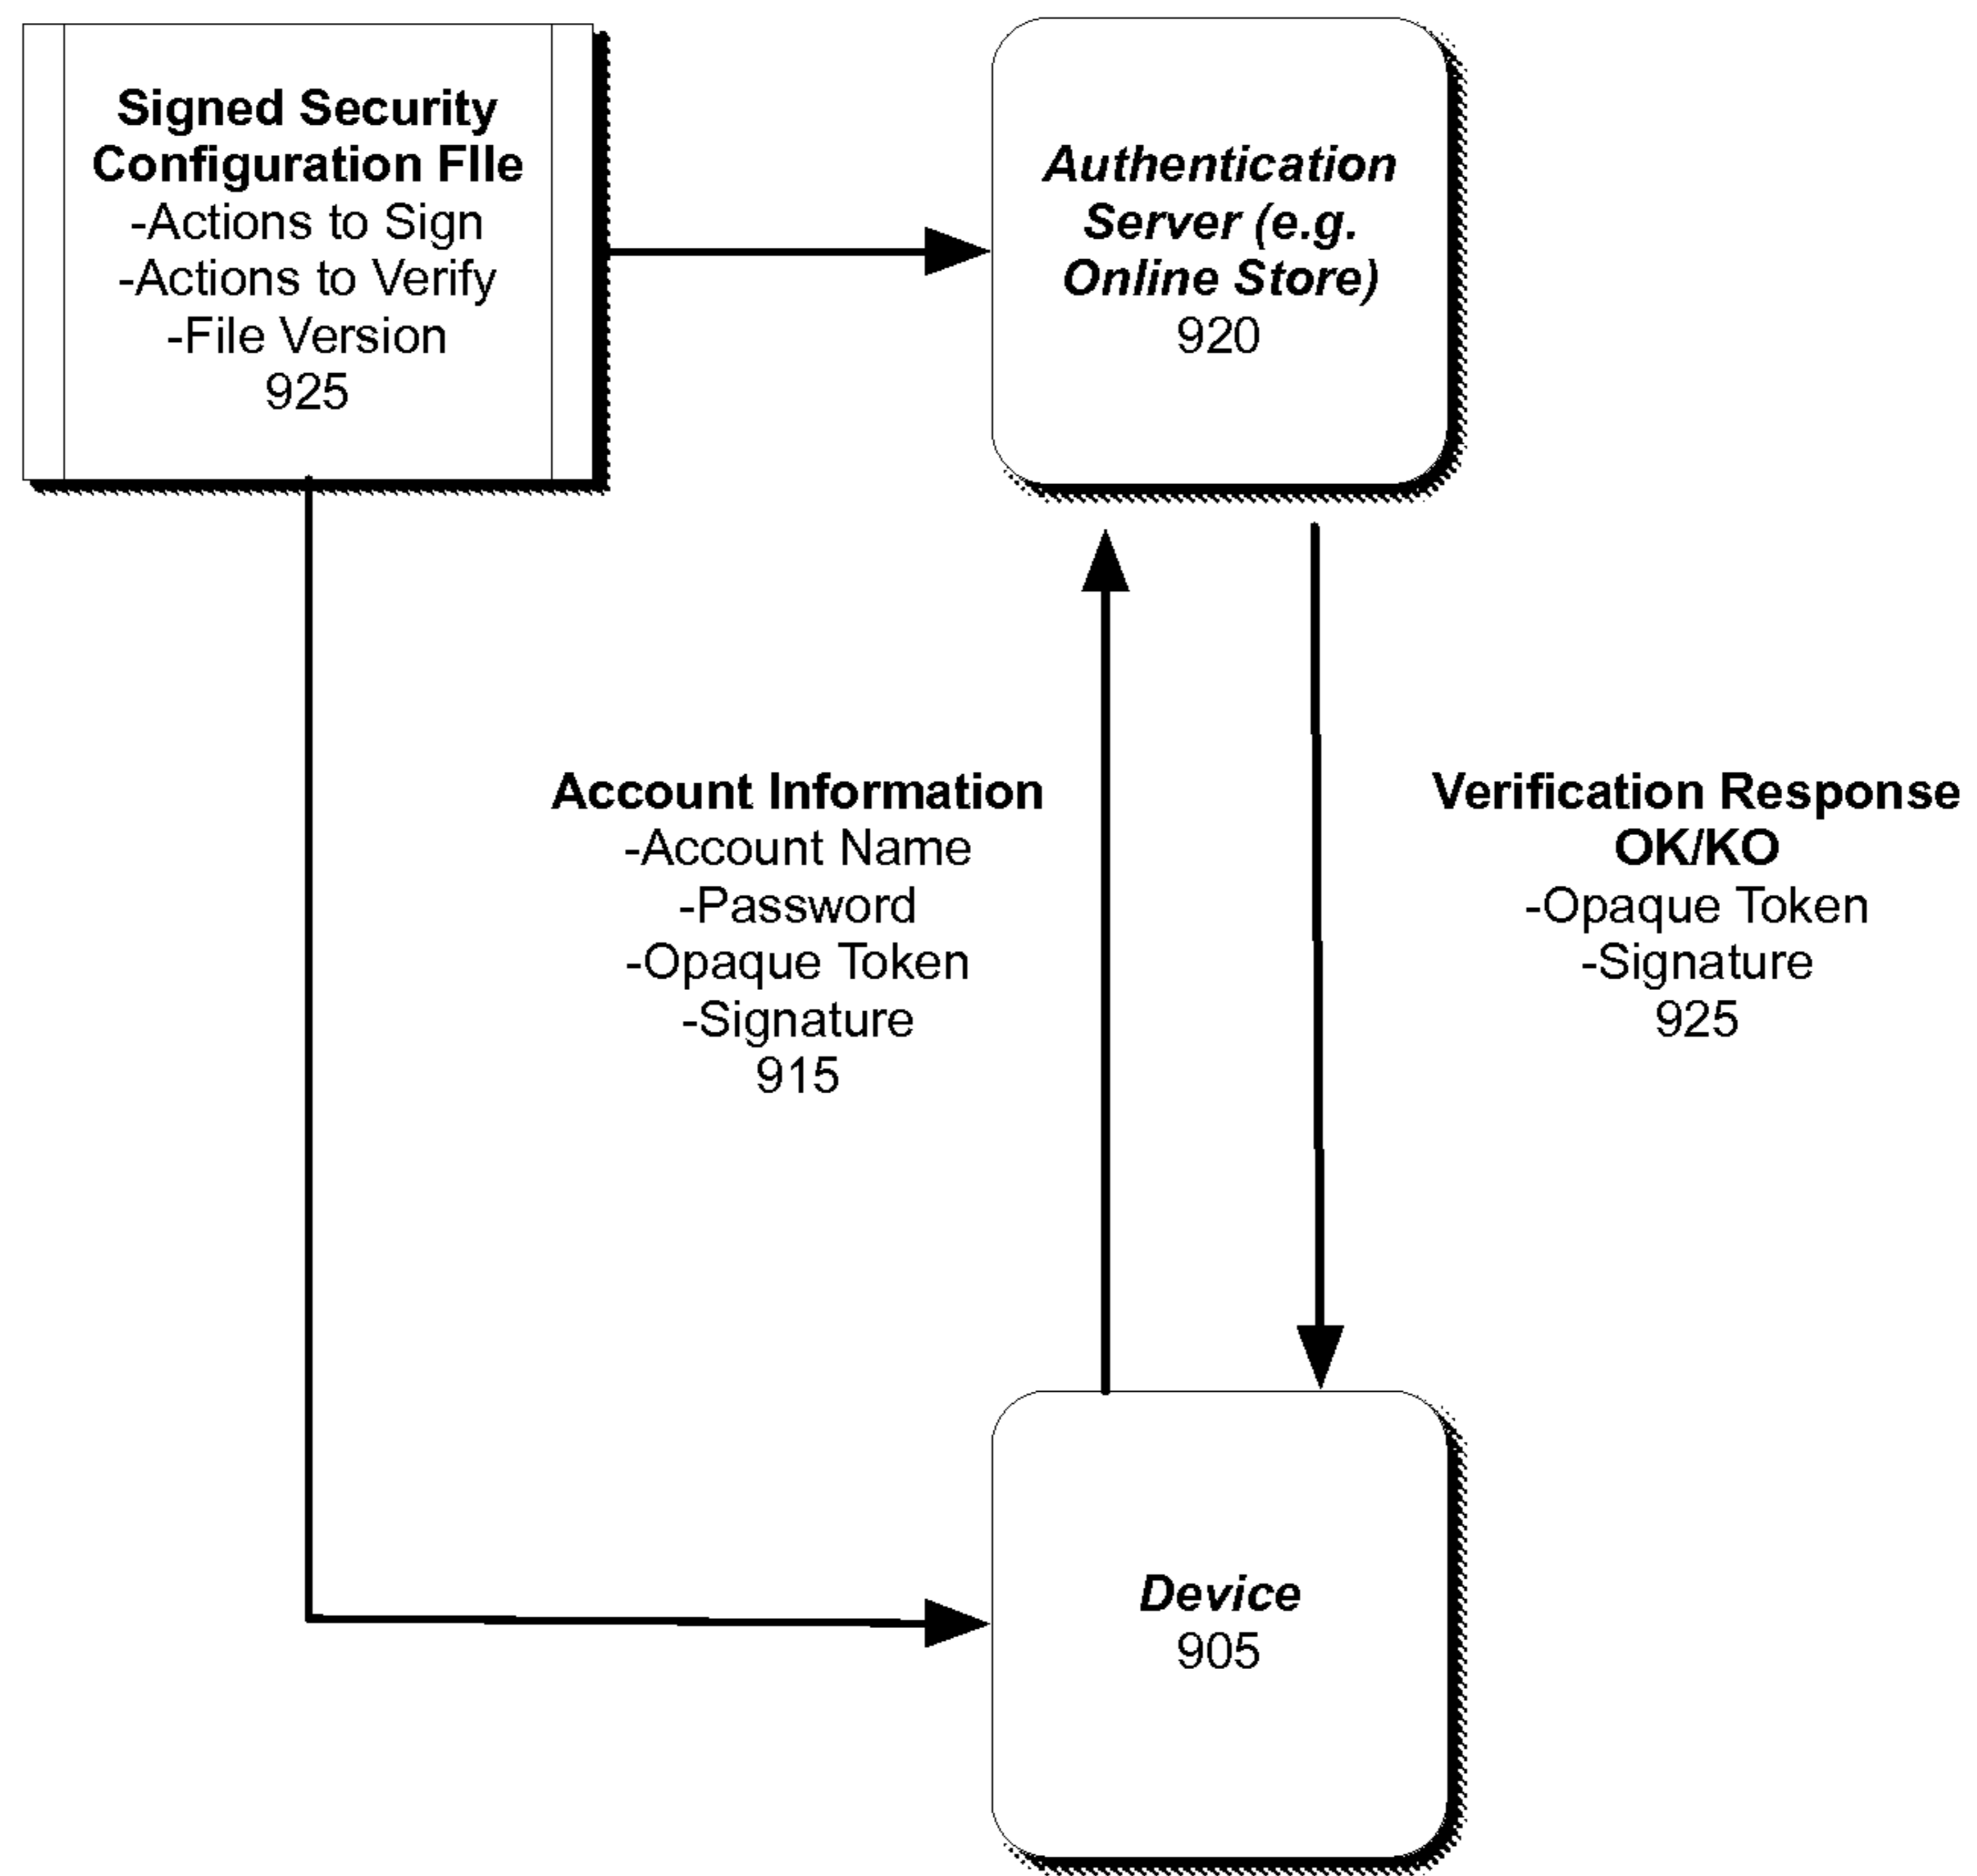 Signed Security
Configuration FIle
-Actions to Sign
-Actions to Verify
-File Version
925
Authentication
Server (e.g.
Online Store)
920
Account Information
-Account Name
-Password
-Opaque Token
-Signature
915
Verification Response
OK/KO
-Opaque Token
-Signature
925
Device
905